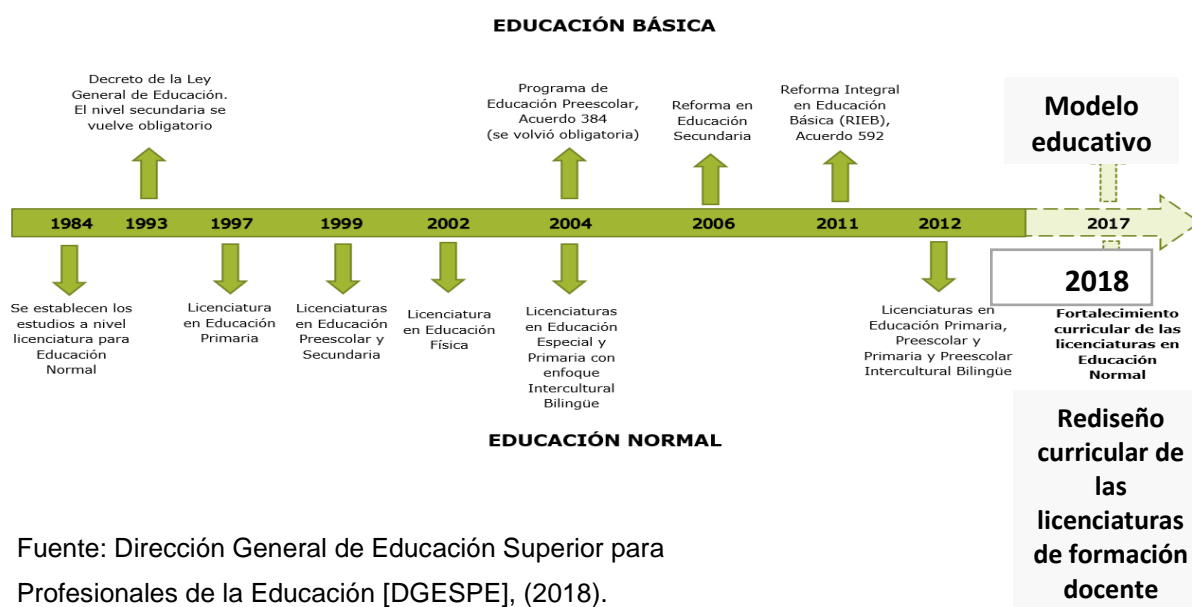 EDUCACIÓN BÁSICA
Decreto de la Ley
General de Educación.
El nivel secundaria se
vuelve obligatorio
Programa de
Educación Preescolar,
Acuerdo 384
(se volvió obligatoria)
Reforma en
Educación
Secundaria
Reforma Integral
en Educación
Básica (RIEB),
Acuerdo 592
Modelo
educativo
1984 1993 1997 1999 2002 2004 2006 2011 2012 2017
2018
Se establecen los
estudios a nivel
licenciatura para
Educación
Normal
Licenciatura
en Educación
Primaria
Licenciaturas
en Educación
Preescolar y
Secundaria
Licenciatura
en Educación
Física
Licenciaturas
en Educación
Especial y
Primaria con
enfoque
Intercultural
Bilingüe
Licenciaturas en
Educación Primaria,
Preescolar y
Primaria y Preescolar
Intercultural Bilingüe
Fortalecimiento
curricular de las
licenciaturas en
Educación
Normal
EDUCACIÓN NORMAL
Rediseño
curricular de
las
licenciaturas
de formación
docente
Fuente: Dirección General de Educación Superior para
Profesionales de la Educación [DGESPE], (2018).